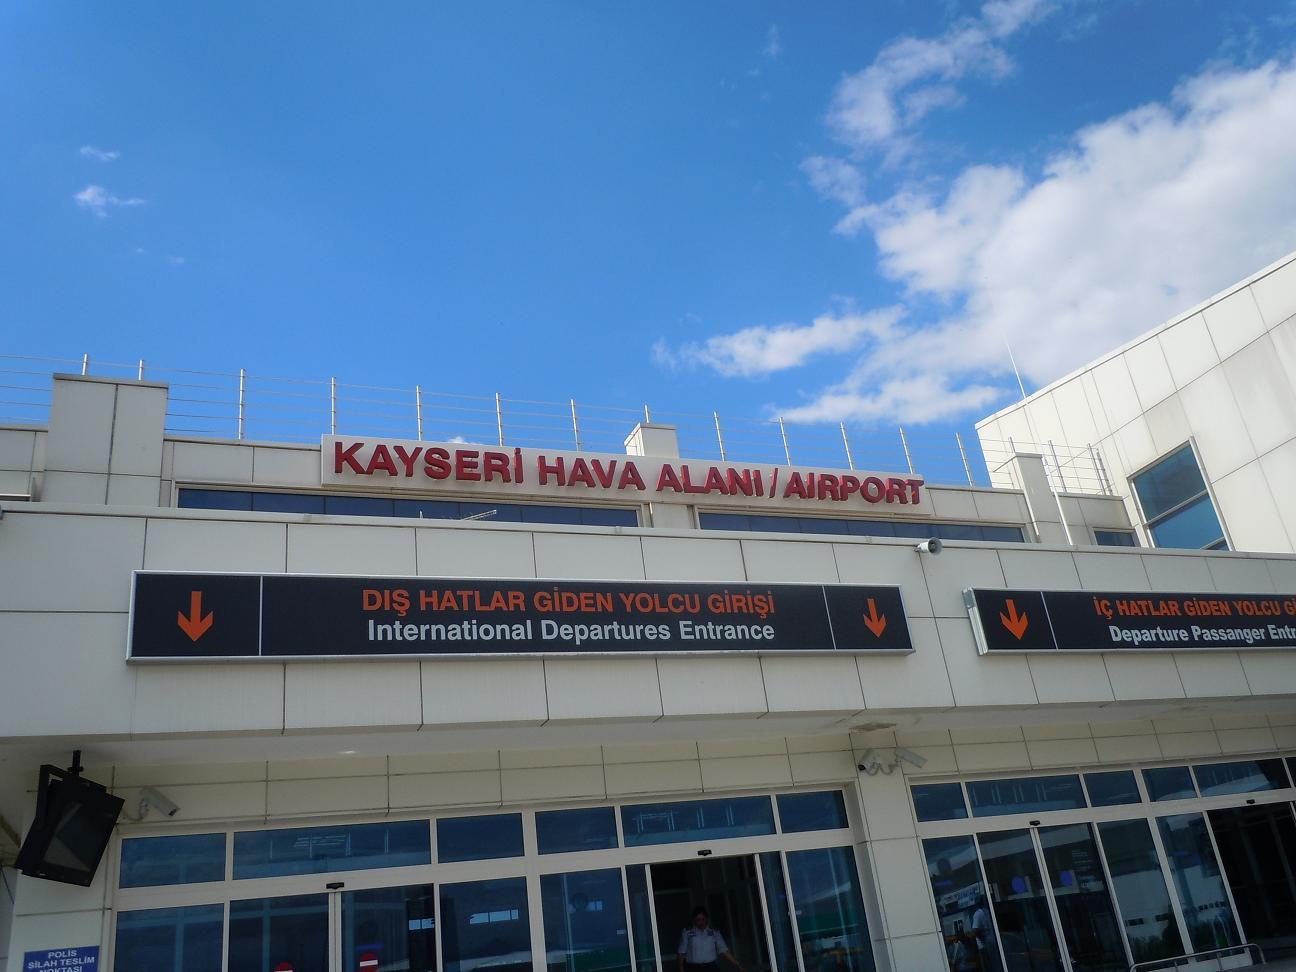 KAYSERİ HAVA ALANI / AIRPORT
DIŞ HATLAR GİDEN YOLCU GİRİŞİ
International Departures Entrance
İÇ HATLAR GİDEN YOLCU
Departure Passanger
POLİS
SİLAH TESLİM
NOKTASI